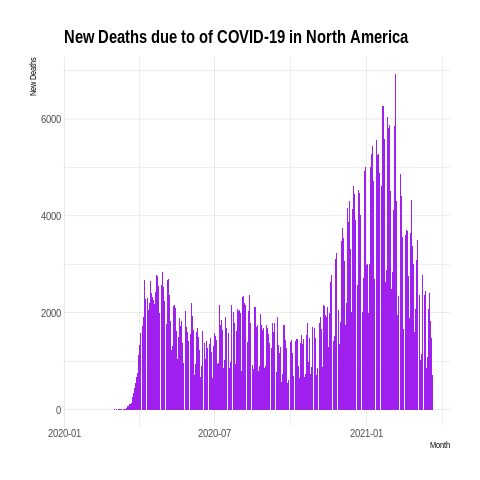 New Deaths due to of COVID-19 in North America
New Deaths
6000
4000
2000
0
2020-01
2020-07
2021-01
Month